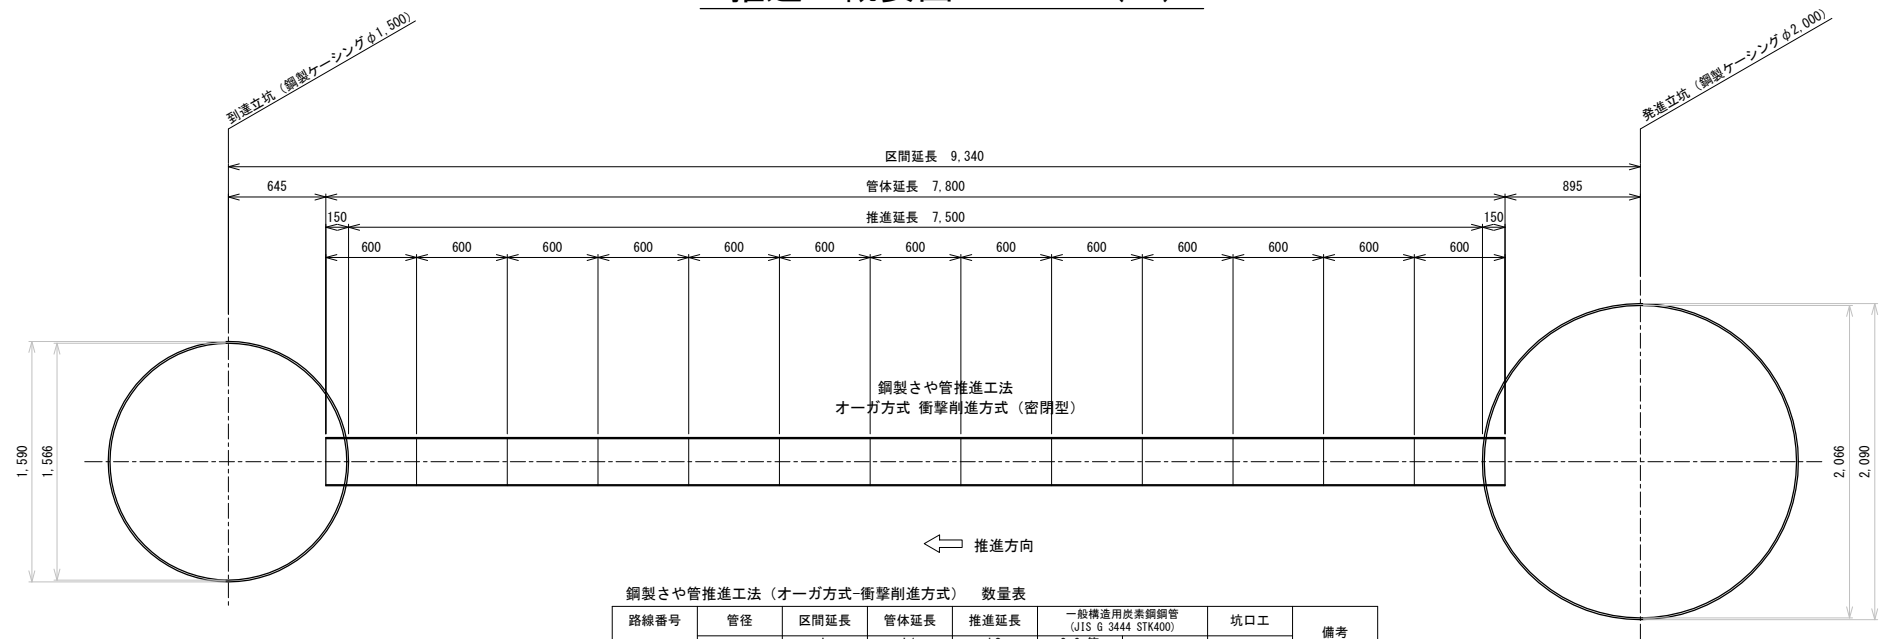 到達立坑（鋼製ケーシングφ1,500）
発進立坑（鋼製ケーシングφ2,000）
区間延長 9,340
645
管体延長 7,800
895
150
推進延長 7,500
150
600 600 600 600 600 600 600 600 600 600 600 600 600
鋼製さや管推進工法
オーガ方式 衝撃削進方式（密閉型）
1,590
1,566
2,066
2,090
推進方向
鋼製さや管推進工法（オーガ方式-衝撃削進方式） 数量表
路線番号 管径 区間延長 管体延長 推進延長 一般構造用炭素鋼鋼管 坑口工 備考
(JIS G 3444 STK400)